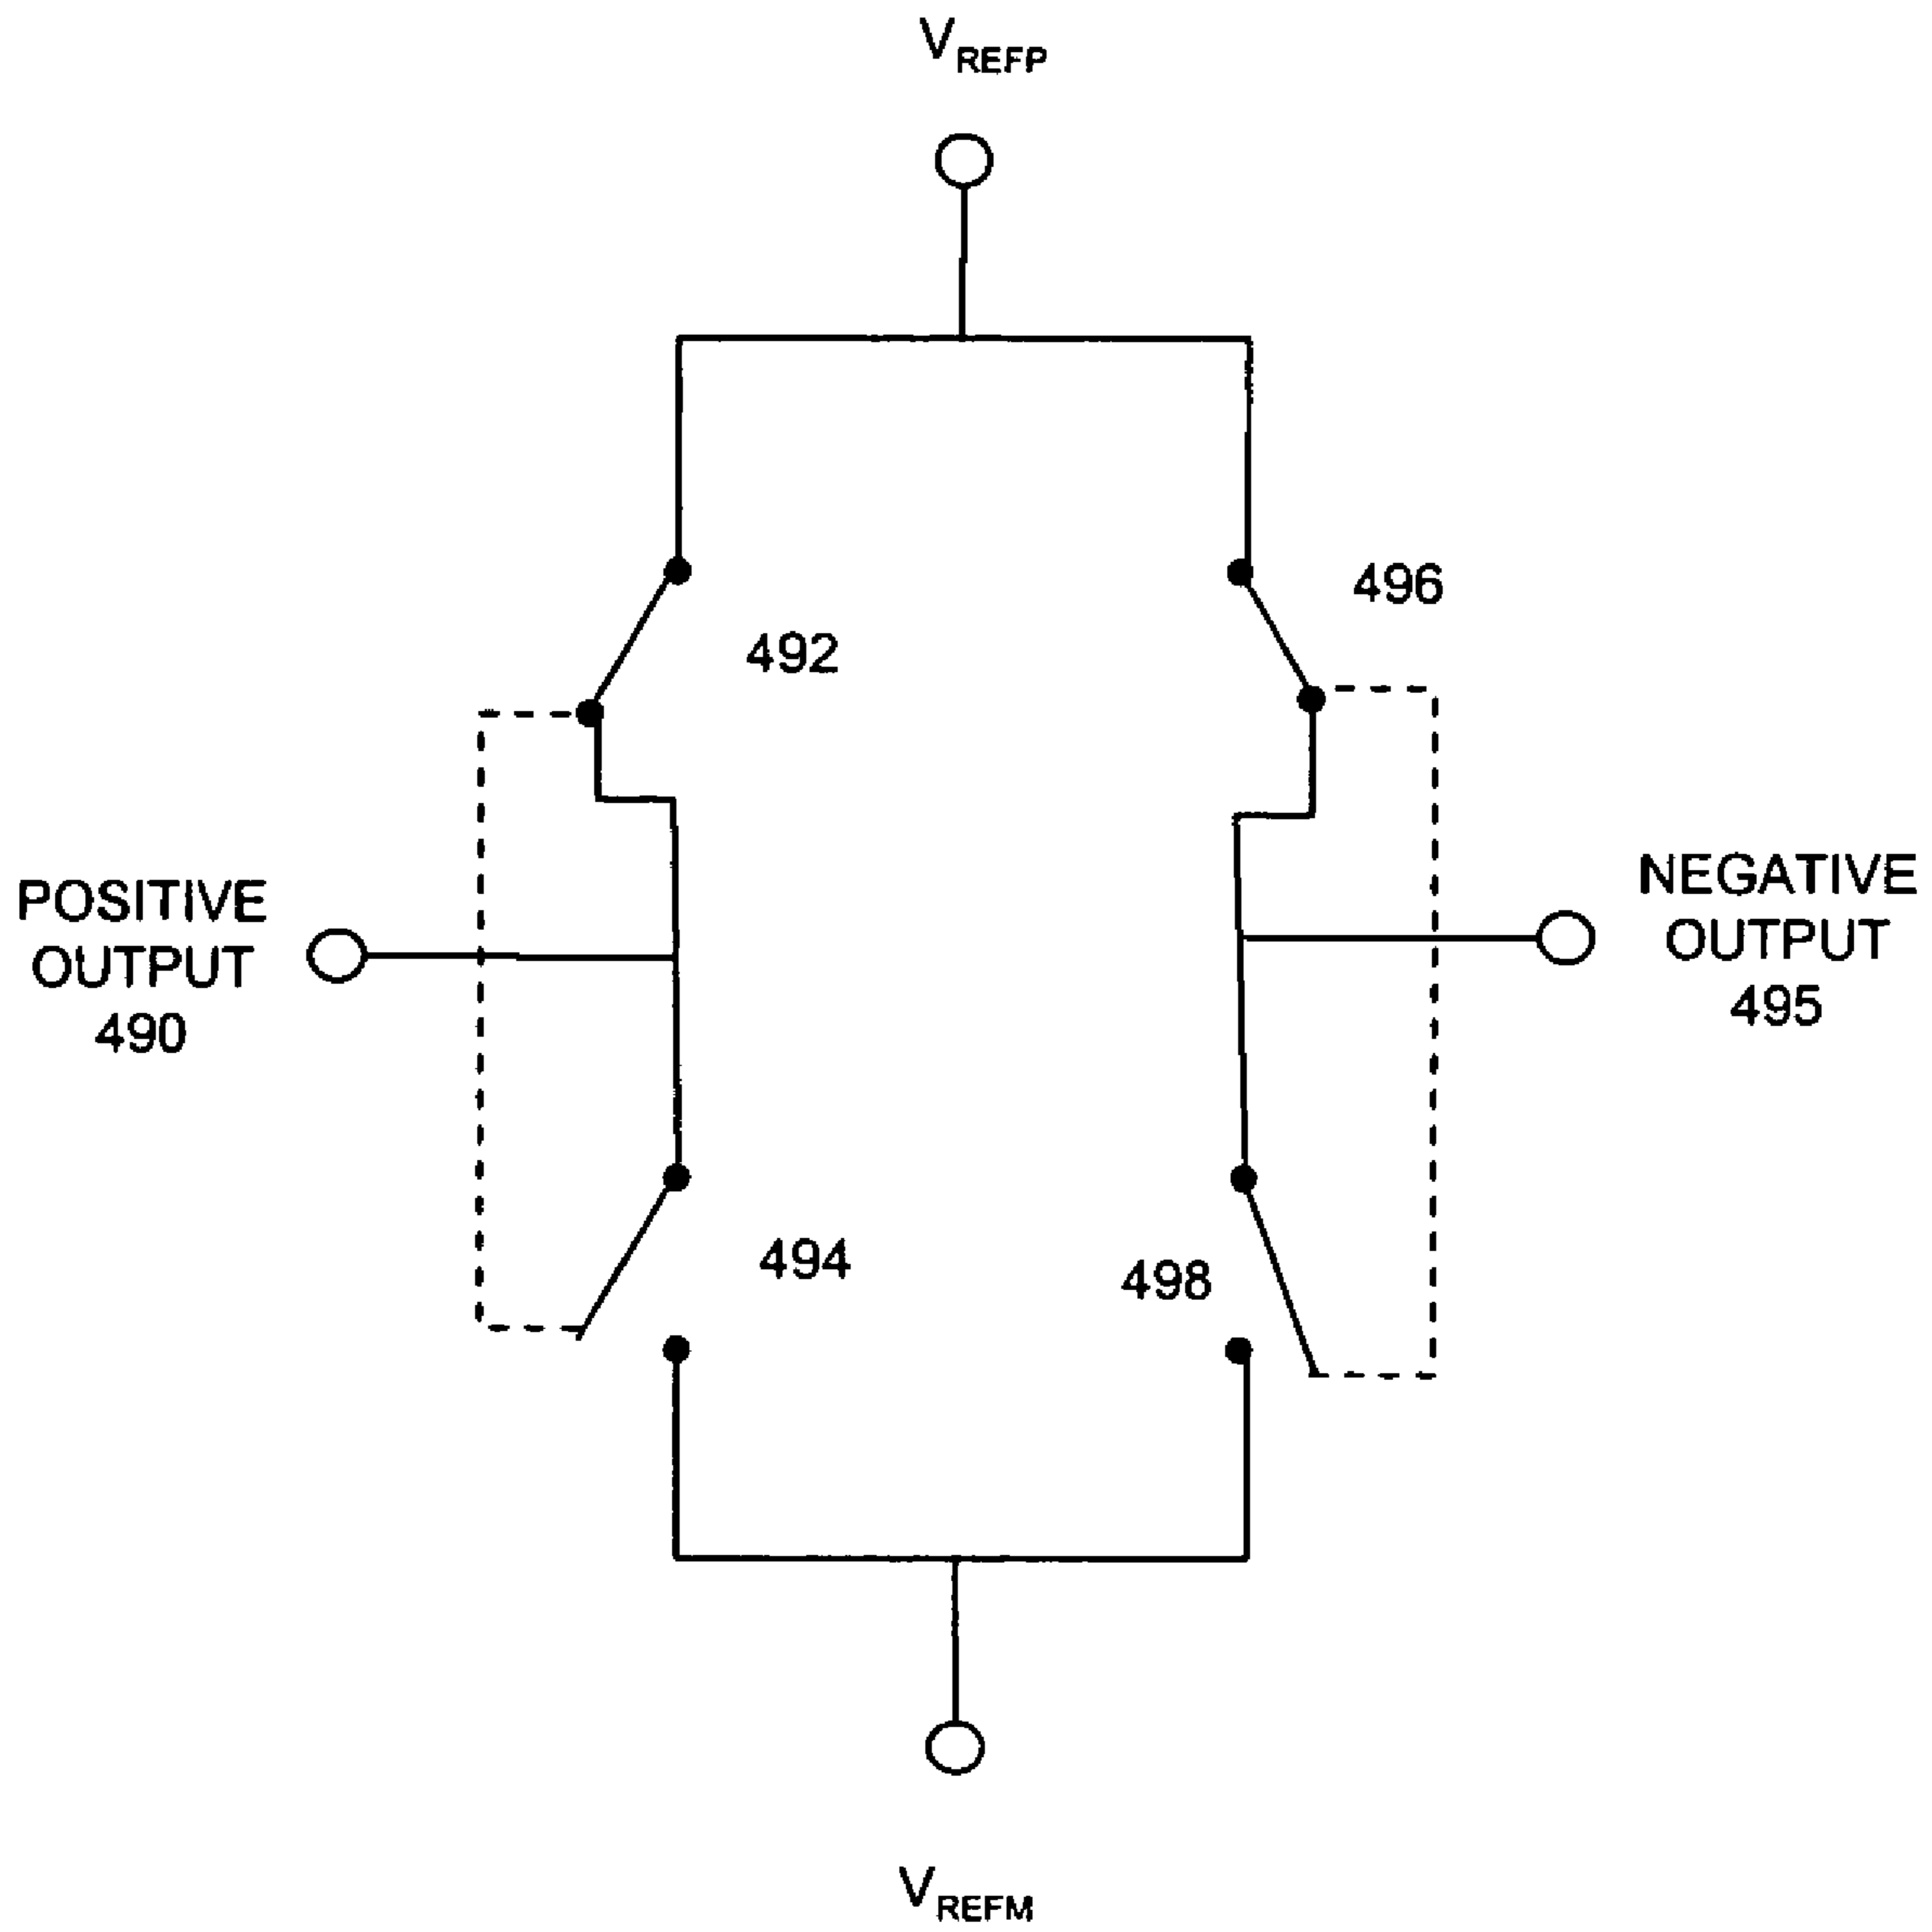 VREFP
496
492
POSITIVE
OUTPUT
490
NEGATIVE
OUTPUT
495
494
498
VREFM